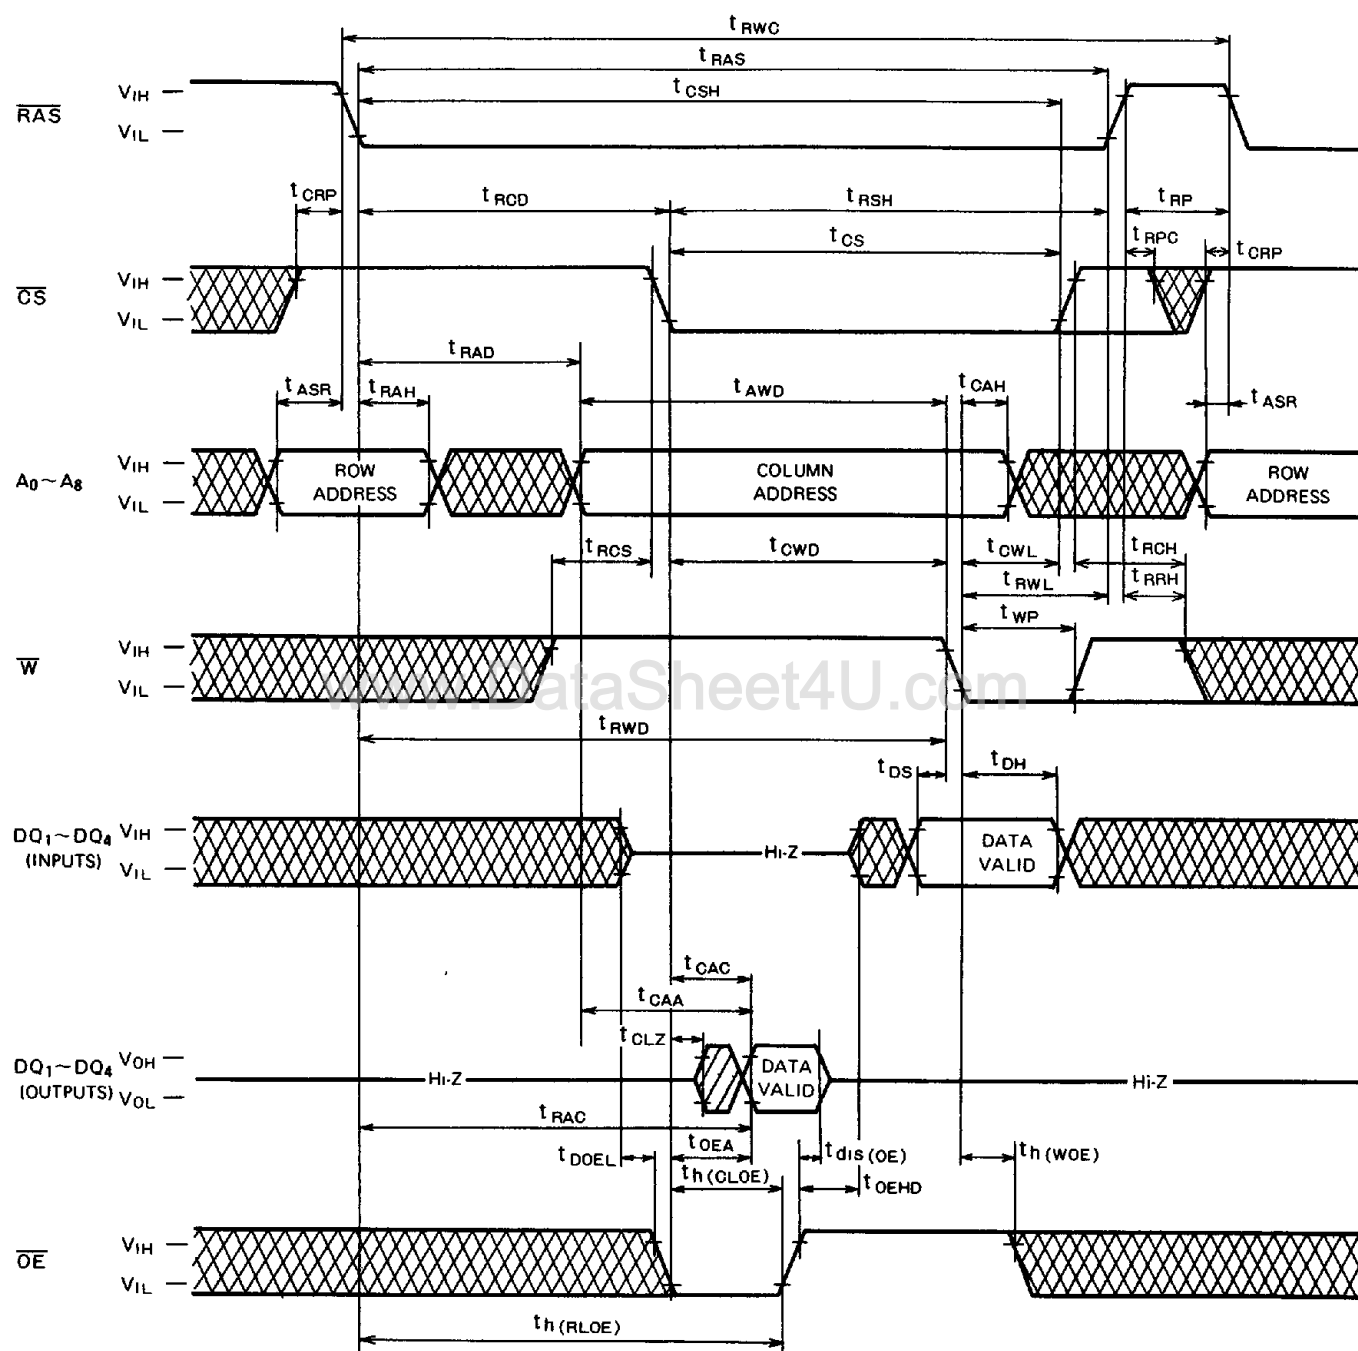 tRWC
tRAS
tCSH
RAS
VIH
VIL
tCRP
tRCD
tRSH
tRP
tCS
tRPC
tCRP
CS
VIH
VIL
tRAD
tASR
tRAH
tAWD
tCAH
tASR
A0~A8
VIH
VIL
ROW
ADDRESS
COLUMN
ADDRESS
ROW
ADDRESS
tRCS
tCWD
tCWL
tRCH
tRWL
tRRH
tWP
W
VIH
VIL
www.DataSheet4U.com
tRWD
tDS
tDH
DQ1~DQ4
(INPUTS)
VIH
VIL
Hi-Z
DATA
VALID
tCAC
tCAA
tCLZ
DQ1~DQ4
(OUTPUTS)
VOH
VOL
Hi-Z
DATA
VALID
Hi-Z
tRAC
tOEA
tDOEL
tdis(OE)
th(WOE)
th(CLOE)
tOEHD
OE
VIH
VIL
th(RLOE)